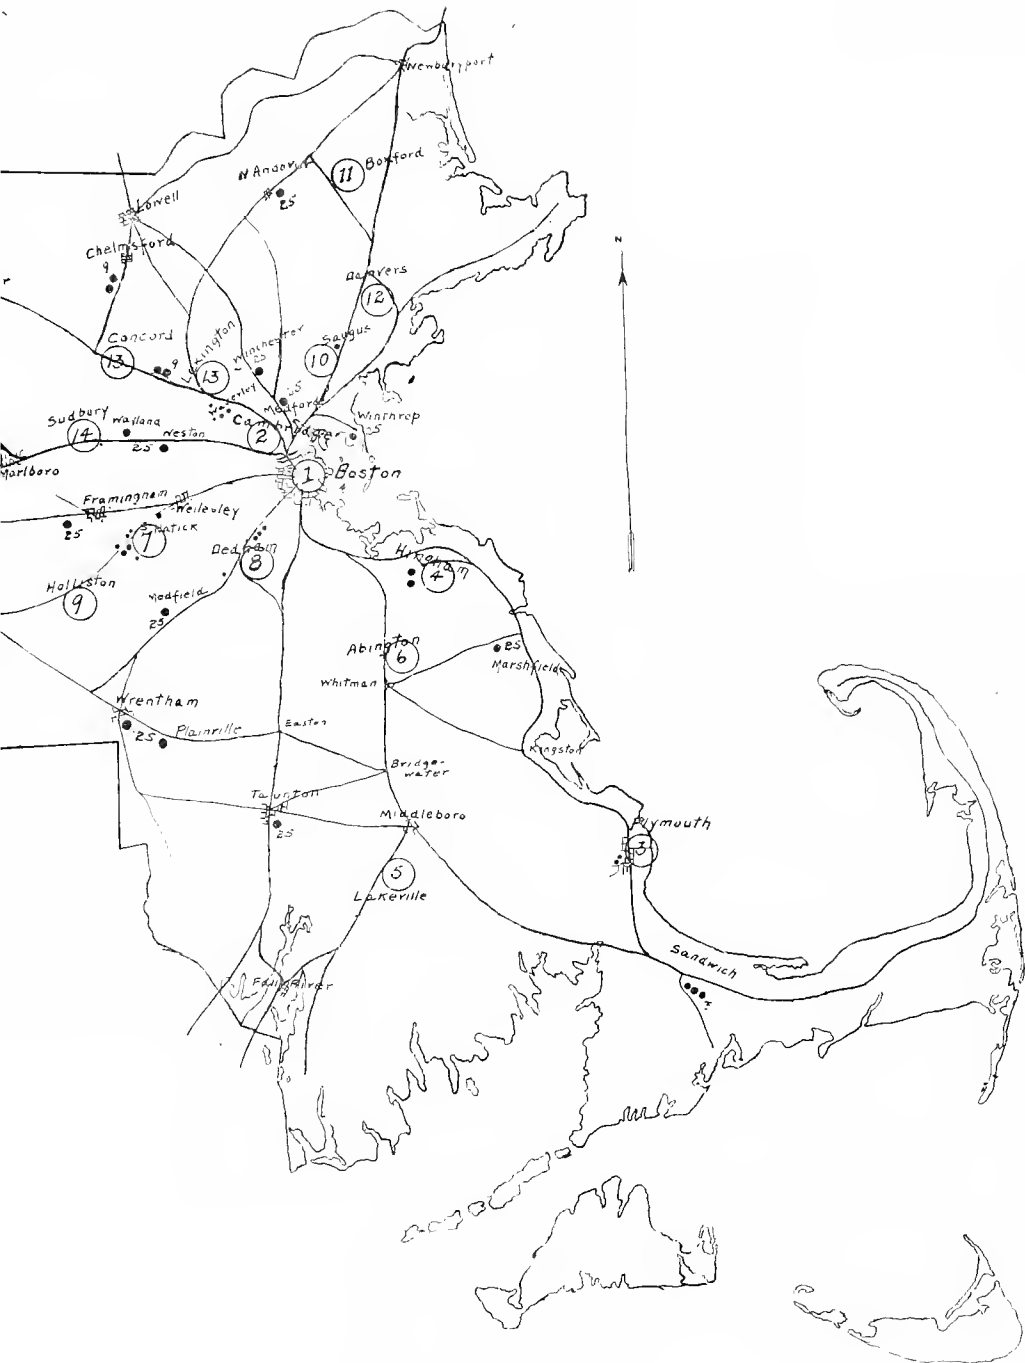 Newburyport
N Andover
11
Boxford
25
Lowell
Chelmsford
9
Danvers
12
N
Concord
13
9
Lexington
13
Winchester
25
Saugus
10
25
Medford
Winthrop
25
Cambridge
2
Sudbury
14
Wayland
Weston
25
Marlboro
1
Boston
Framingham
Wellesley
25
Natick
7
Dedham
8
Hingham
4
Holliston
9
Medfield
25
Abington
6
25
Marshfield
Whitman
Wrentham
25
Plainville
Easton
Kingston
Bridge-
water
Taunton
25
Middleboro
Plymouth
3
5
Lakeville
Sandwich
Fall River